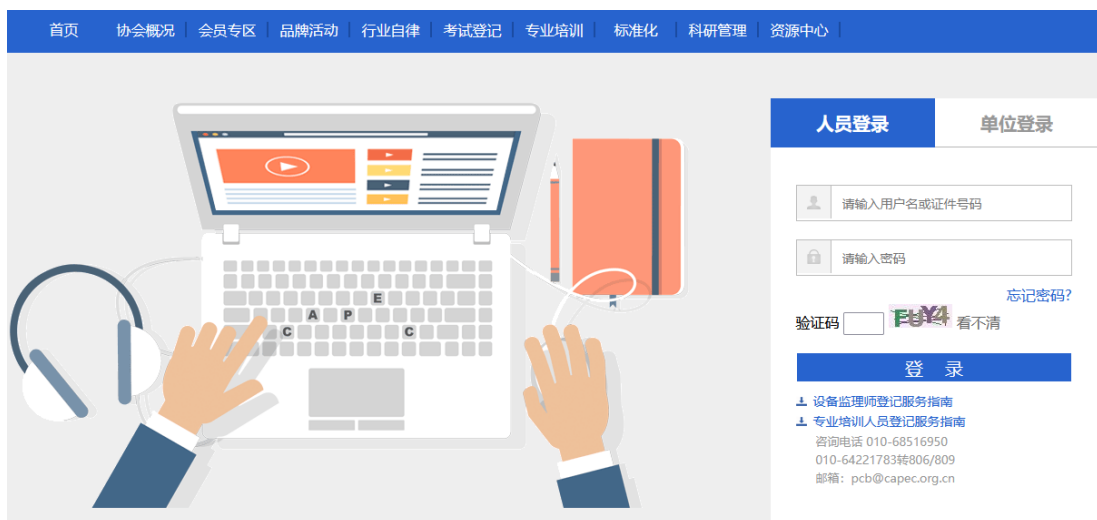 首页 协会概况 会员专区 品牌活动 行业自律 考试登记 专业培训 标准化 科研管理 资源中心
人员登录 单位登录
请输入用户名或证件号码
请输入密码
忘记密码?
验证码 FUY4 看不清
登 录
设备监理师登记服务指南
专业培训人员登记服务指南
咨询电话 010-68516950
010-64221783转806/809
邮箱：pcb@capec.org.cn
E
A P
C C